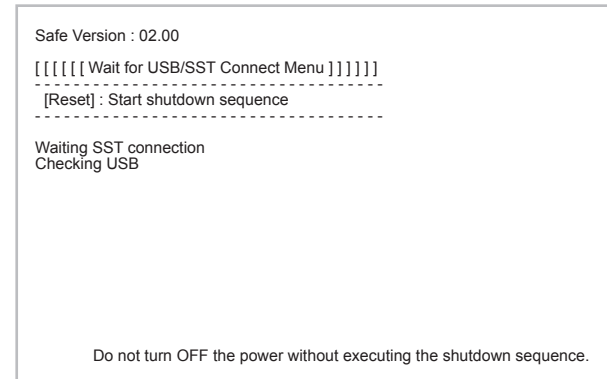 Safe Version : 02.00
[ [ [ [ [ [ Wait for USB/SST Connect Menu ] ] ] ] ] ]
- - - - - - - - - - - - - - - - - - - - - - - - - - - - - - - - - - - -
[Reset] : Start shutdown sequence
- - - - - - - - - - - - - - - - - - - - - - - - - - - - - - - - - - - -
Waiting SST connection
Checking USB
Do not turn OFF the power without executing the shutdown sequence.